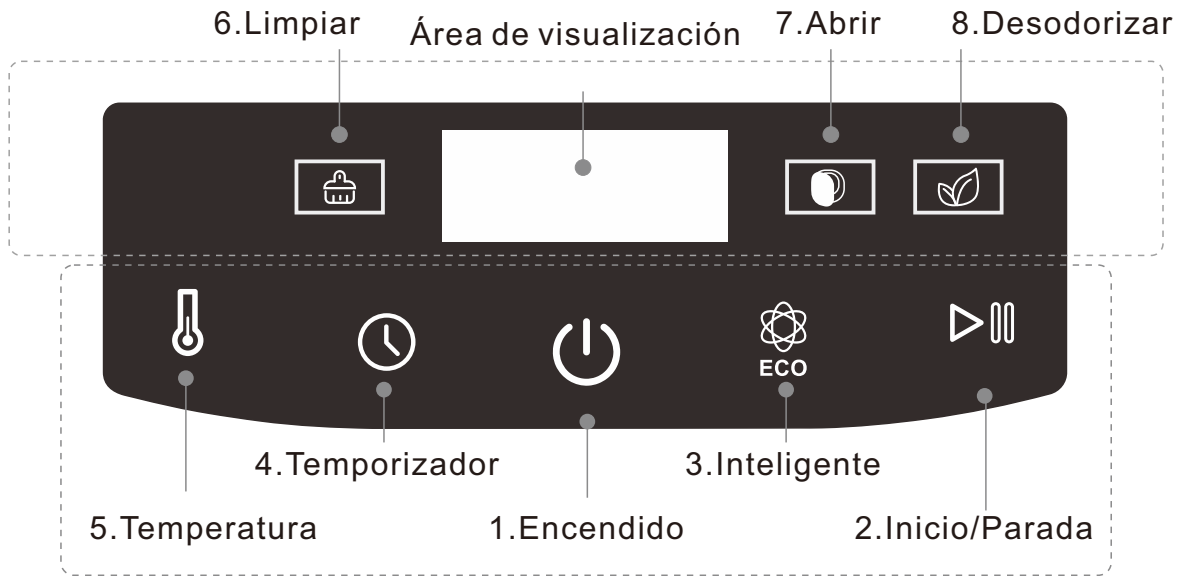 6.Limpiar
Área de visualización
7.Abrir
8.Desodorizar
ECO
4.Temporizador
3.Inteligente
5.Temperatura
1.Encendido
2.Inicio/Parada